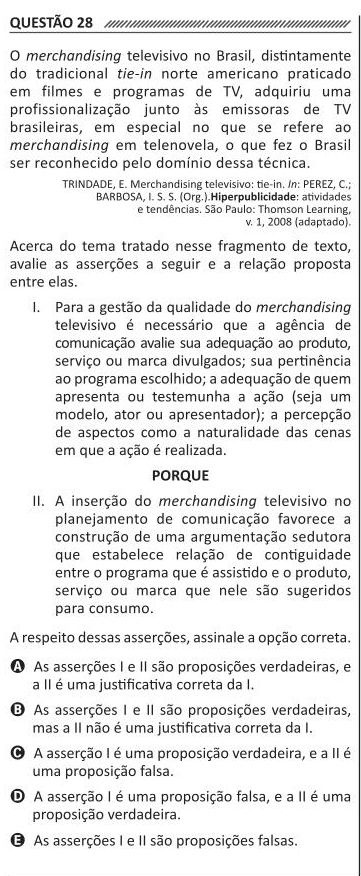 QUESTÃO 28
O merchandising televisivo no Brasil, distintamente
do tradicional tie-in norte americano praticado
em filmes e programas de TV, adquiriu uma
profissionalização junto às emissoras de TV
brasileiras, em especial no que se refere ao
merchandising em telenovela, o que fez o Brasil
ser reconhecido pelo domínio dessa técnica.
TRINDADE, E. Merchandising televisivo: tie-in. In: PEREZ, C.;
BARBOSA, I. S. S. (Org.).Hiperpublicidade: atividades
e tendências. São Paulo: Thomson Learning,
v. 1, 2008 (adaptado).
Acerca do tema tratado nesse fragmento de texto,
avalie as asserções a seguir e a relação proposta
entre elas.
I. Para a gestão da qualidade do merchandising
televisivo é necessário que a agência de
comunicação avalie sua adequação ao produto,
serviço ou marca divulgados; sua pertinência
ao programa escolhido; a adequação de quem
apresenta ou testemunha a ação (seja um
modelo, ator ou apresentador); a percepção
de aspectos como a naturalidade das cenas
em que a ação é realizada.
PORQUE
II. A inserção do merchandising televisivo no
planejamento de comunicação favorece a
construção de uma argumentação sedutora
que estabelece relação de contiguidade
entre o programa que é assistido e o produto,
serviço ou marca que nele são sugeridos
para consumo.
A respeito dessas asserções, assinale a opção correta.
A As asserções I e II são proposições verdadeiras, e
a II é uma justificativa correta da I.
B As asserções I e II são proposições verdadeiras,
mas a II não é uma justificativa correta da I.
C A asserção I é uma proposição verdadeira, e a II é
uma proposição falsa.
D A asserção I é uma proposição falsa, e a II é uma
proposição verdadeira.
E As asserções I e II são proposições falsas.